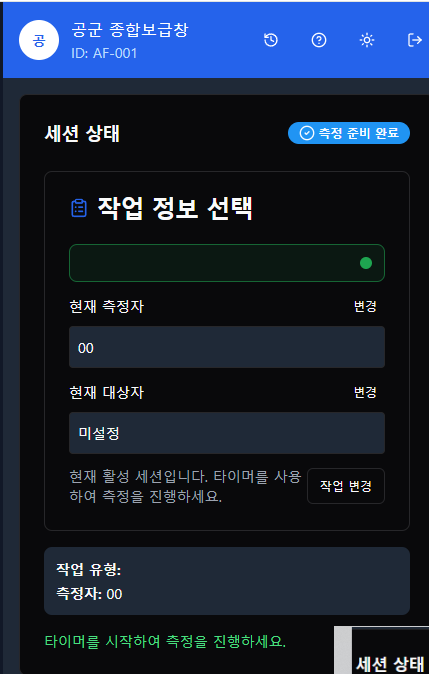 공
공군 종합보급창
ID: AF-001
세션 상태
측정 준비 완료
작업 정보 선택
현재 측정자
변경
00
현재 대상자
변경
미설정
현재 활성 세션입니다. 타이머를 사용
하여 측정을 진행하세요.
작업 변경
작업 유형:
측정자: 00
타이머를 시작하여 측정을 진행하세요.
세션 상태